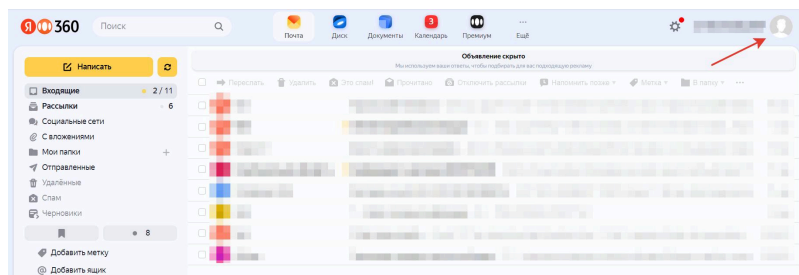 Я 360 Поиск
3
Почта Диск Документы Календарь Премиум Ещё
Написать
Объявление скрыто
Мы используем ваши ответы, чтобы подбирать для вас подходящую рекламу
Переслать Удалить Это спам! Прочитано Отключить рассылки Напомнить позже Метка В папку
Входящие 2 / 11
Рассылки 6
Социальные сети
С вложениями
Мои папки +
Отправленные
Удалённые
Спам
Черновики
8
Добавить метку
Добавить ящик